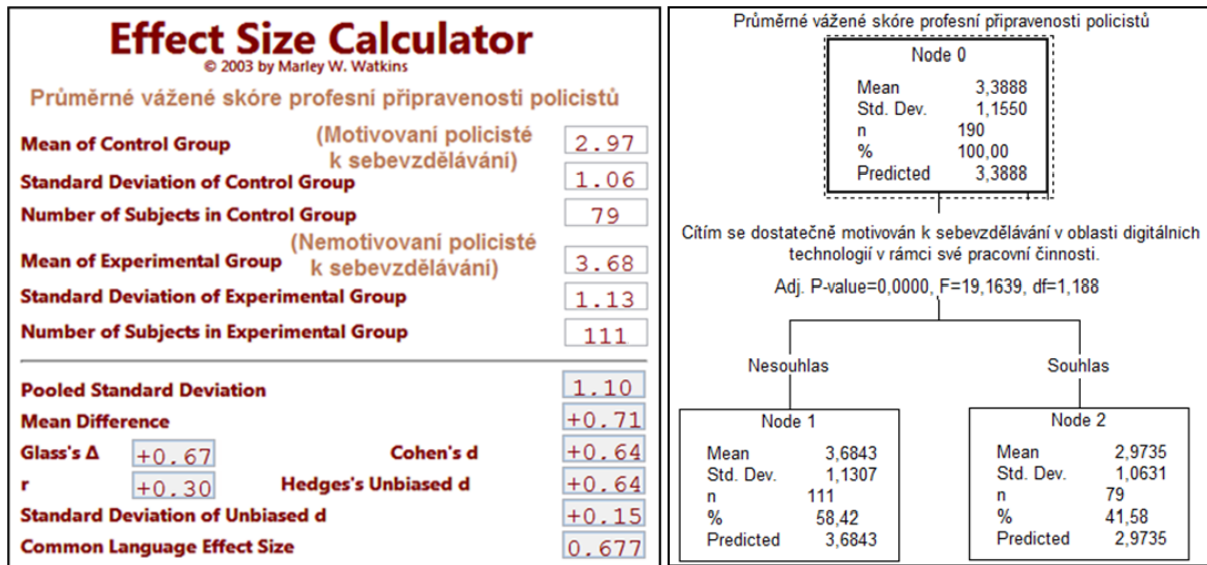 Effect Size Calculator
© 2003 by Marley W. Watkins
Průměrné vážené skóre profesní připravenosti policistů
Mean of Control Group (Motivovaní policisté k sebevzdělávání) 2.97
Standard Deviation of Control Group 1.06
Number of Subjects in Control Group 79
Mean of Experimental Group (Nemotivovaní policisté k sebevzdělávání) 3.68
Standard Deviation of Experimental Group 1.13
Number of Subjects in Experimental Group 111
Pooled Standard Deviation 1.10
Mean Difference +0.71
Glass's Δ +0.67 Cohen's d +0.64
r +0.30 Hedges's Unbiased d +0.64
Standard Deviation of Unbiased d +0.15
Common Language Effect Size 0.677
Průměrné vážené skóre profesní připravenosti policistů
Node 0
Mean 3,3888
Std. Dev. 1,1550
n 190
% 100,00
Predicted 3,3888
Cítím se dostatečně motivován k sebevzdělávání v oblasti digitálních
technologií v rámci své pracovní činnosti.
Adj. P-value=0,0000, F=19,1639, df=1,188
Nesouhlas
Node 1
Mean 3,6843
Std. Dev. 1,1307
n 111
% 58,42
Predicted 3,6843
Souhlas
Node 2
Mean 2,9735
Std. Dev. 1,0631
n 79
% 41,58
Predicted 2,9735